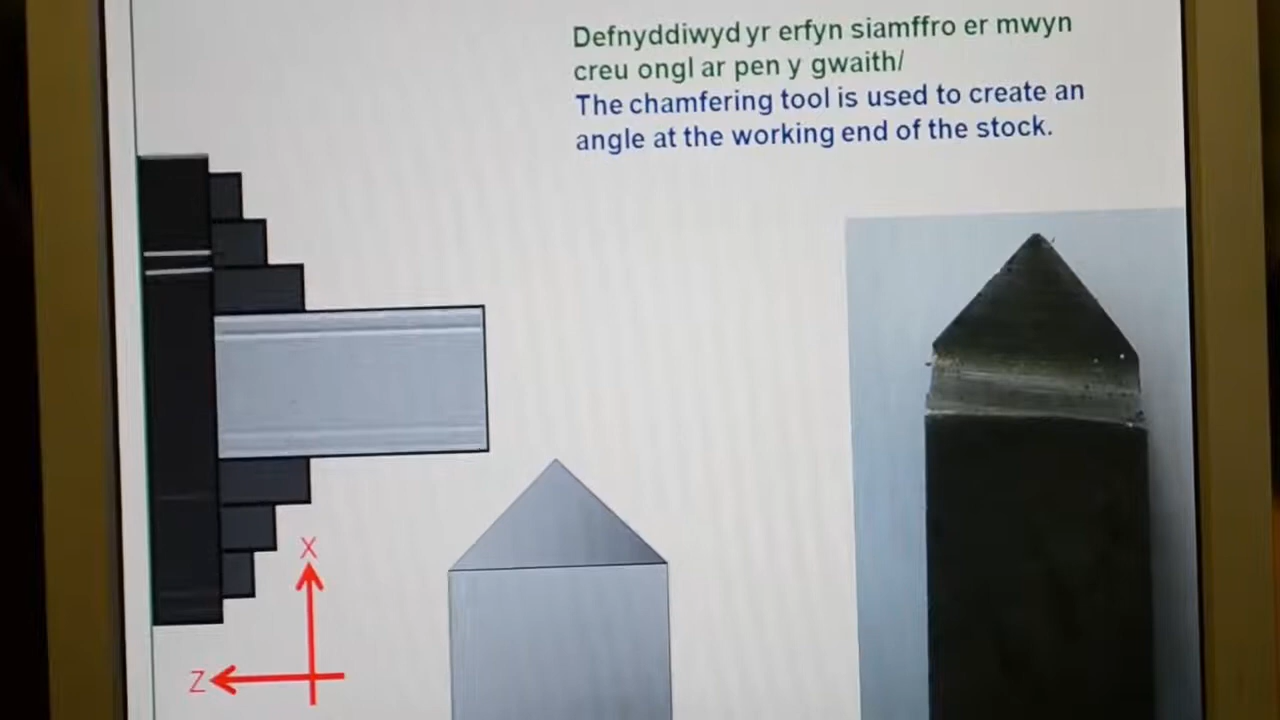 Defnyddiwyd yr erfyn siamffro er mwyn
creu ongl ar pen y gwaith/
The chamfering tool is used to create an
angle at the working end of the stock.
X
Z